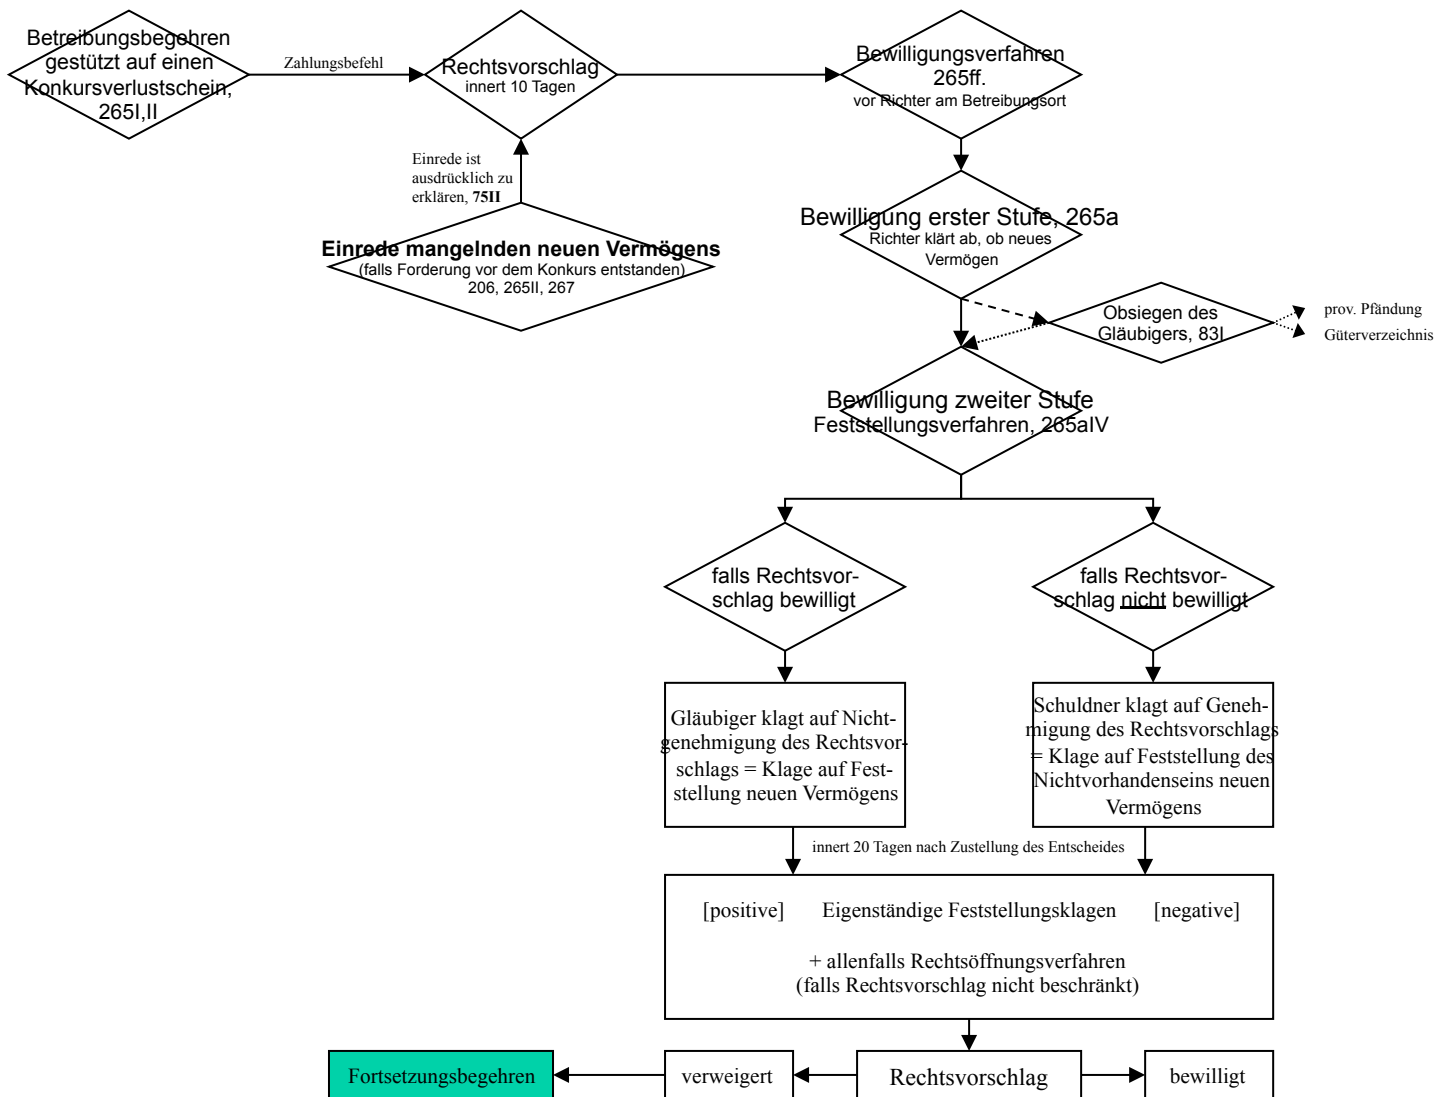 Betreibungsbegehren
gestützt auf einen
Konkursverlustschein,
265I,II
Zahlungsbefehl
Rechtsvorschlag
innert 10 Tagen
Bewilligungsverfahren
265ff.
vor Richter am Betreibungsort
Einrede ist
ausdrücklich zu
erklären, 75II
Einrede mangelnden neuen Vermögens
(falls Forderung vor dem Konkurs entstanden)
206, 265II, 267
Bewilligung erster Stufe, 265a
Richter klärt ab, ob neues
Vermögen
Obsiegen des
Gläubigers, 83I
prov. Pfändung
Güterverzeichnis
Bewilligung zweiter Stufe
Feststellungsverfahren, 265aIV
falls Rechtsvor-
schlag bewilligt
falls Rechtsvor-
schlag nicht bewilligt
Gläubiger klagt auf Nicht-
genehmigung des Rechtsvor-
schlags = Klage auf Fest-
stellung neuen Vermögens
Schuldner klagt auf Geneh-
migung des Rechtsvorschlags
= Klage auf Feststellung des
Nichtvorhandenseins neuen
Vermögens
innert 20 Tagen nach Zustellung des Entscheides
[positive] Eigenständige Feststellungsklagen [negative]
+ allenfalls Rechtsöffnungsverfahren
(falls Rechtsvorschlag nicht beschränkt)
Fortsetzungsbegehren
verweigert
Rechtsvorschlag
bewilligt